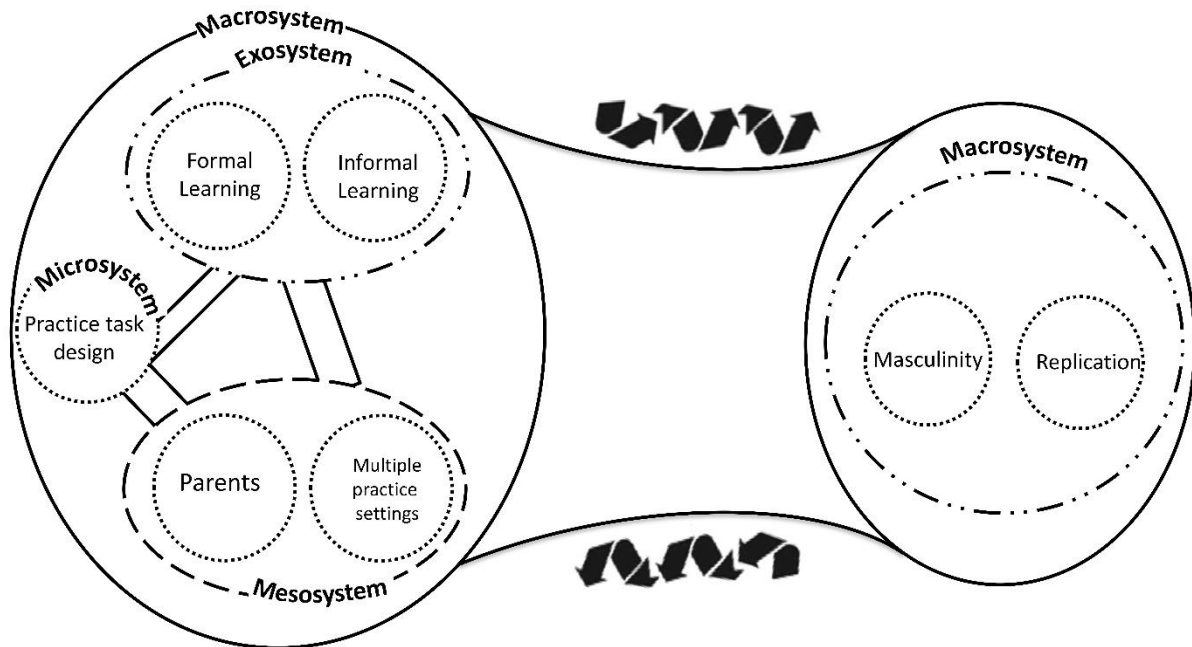 Macrosystem
Exosystem
Formal
Learning
Informal
Learning
Microsystem
Practice task
design
Parents
Multiple
practice
settings
Mesosystem
Macrosystem
Masculinity
Replication